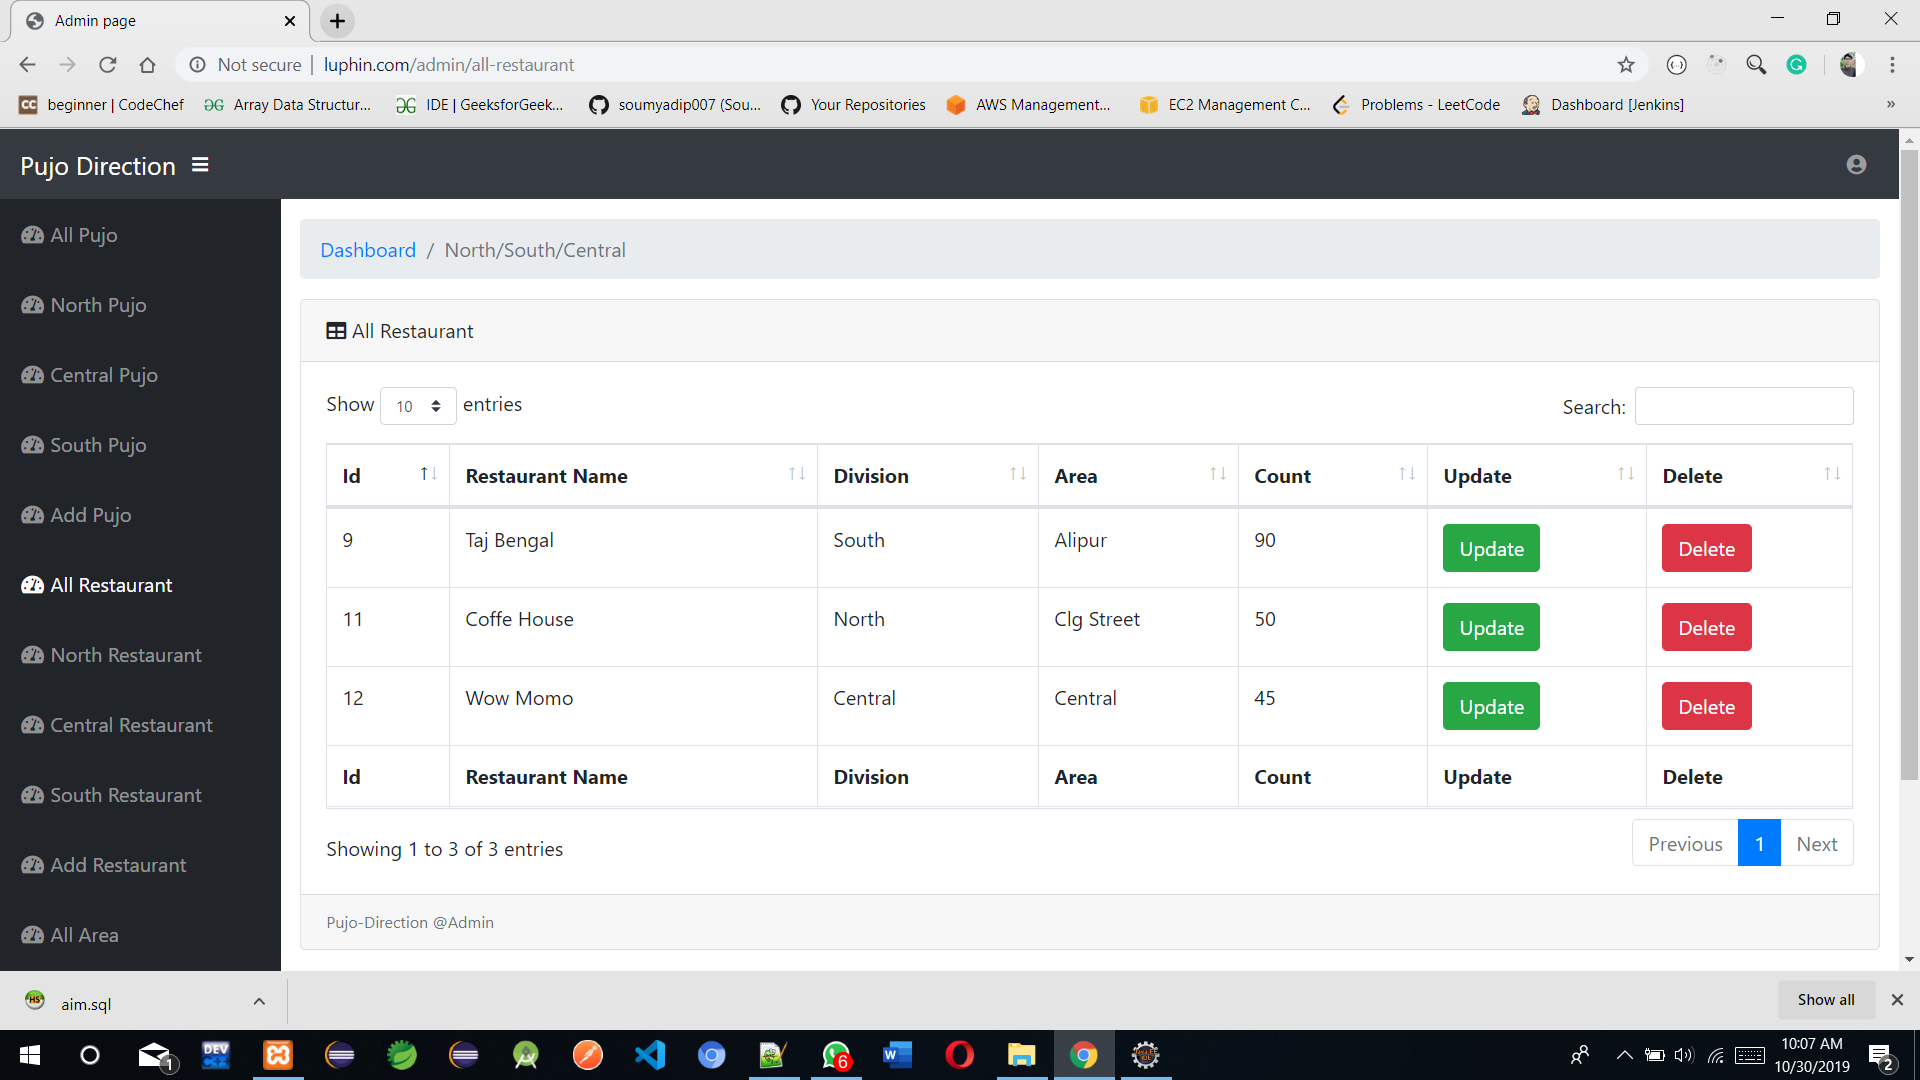 Admin page
Not secure | luphin.com/admin/all-restaurant
beginner | CodeChef Array Data Structur... IDE | GeeksforGeek... soumyadip007 (Sou... Your Repositories AWS Management... EC2 Management C... Problems - LeetCode Dashboard [Jenkins] »
Pujo Direction
All Pujo
North Pujo
Central Pujo
South Pujo
Add Pujo
All Restaurant
North Restaurant
Central Restaurant
South Restaurant
Add Restaurant
All Area
Dashboard / North/South/Central
All Restaurant
Show 10 entries Search:
Id Restaurant Name Division Area Count Update Delete
9 Taj Bengal South Alipur 90 Update Delete
11 Coffe House North Clg Street 50 Update Delete
12 Wow Momo Central Central 45 Update Delete
Id Restaurant Name Division Area Count Update Delete
Showing 1 to 3 of 3 entries Previous 1 Next
Pujo-Direction @Admin
aim.sql Show all
10:07 AM
10/30/2019